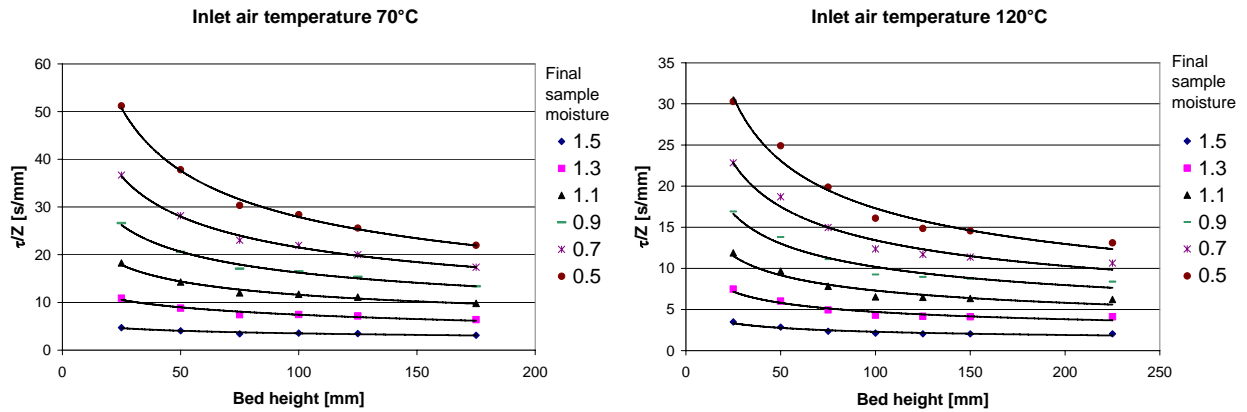 Inlet air temperature 70°C
60
50
40
30
20
10
0
τ/Z [s/mm]
0 50 100 150 200
Bed height [mm]
Final
sample
moisture
1.5
1.3
1.1
0.9
0.7
0.5
Inlet air temperature 120°C
35
30
25
20
15
10
5
0
τ/Z [s/mm]
0 50 100 150 200 250
Bed height [mm]
Final
sample
moisture
1.5
1.3
1.1
0.9
0.7
0.5